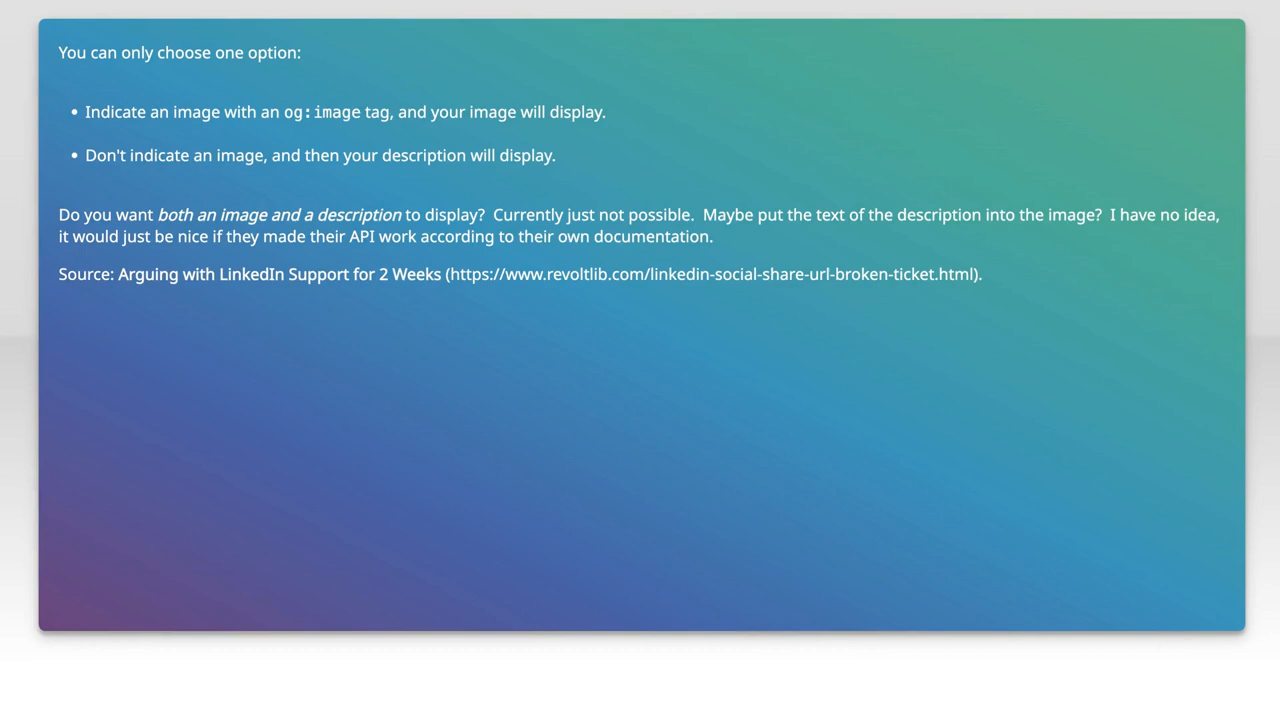 You can only choose one option:
• Indicate an image with an og:image tag, and your image will display.
• Don't indicate an image, and then your description will display.
Do you want both an image and a description to display?  Currently just not possible.  Maybe put the text of the description into the image?  I have no idea,
it would just be nice if they made their API work according to their own documentation.
Source: Arguing with LinkedIn Support for 2 Weeks (https://www.revoltlib.com/linkedin-social-share-url-broken-ticket.html).